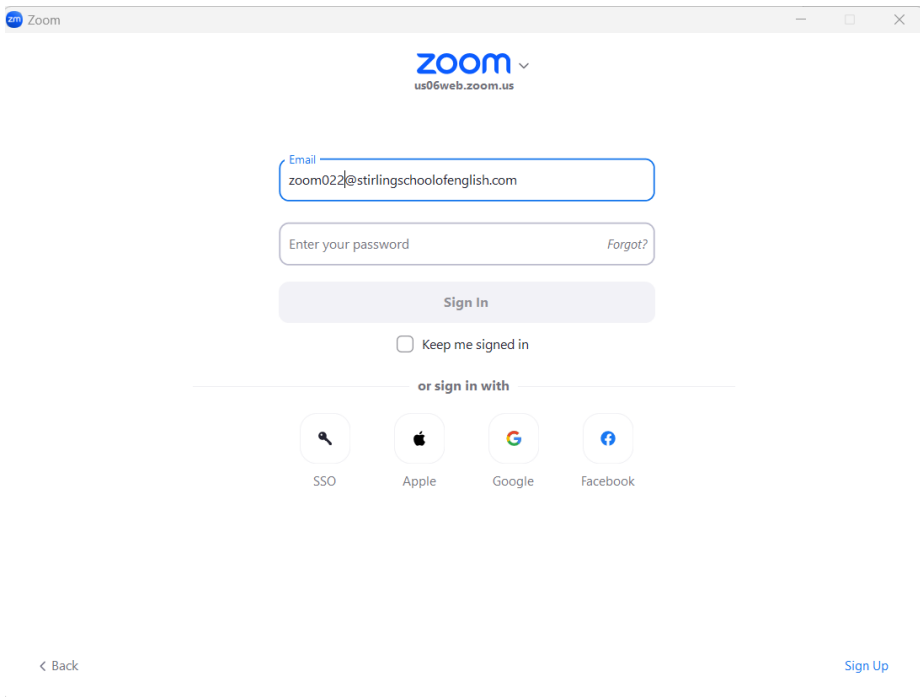 zm Zoom
zoom
us06web.zoom.us
Email
zoom022@stirlingschoolofenglish.com
Enter your password Forgot?
Sign In
Keep me signed in
or sign in with
SSO Apple Google Facebook
Back Sign Up